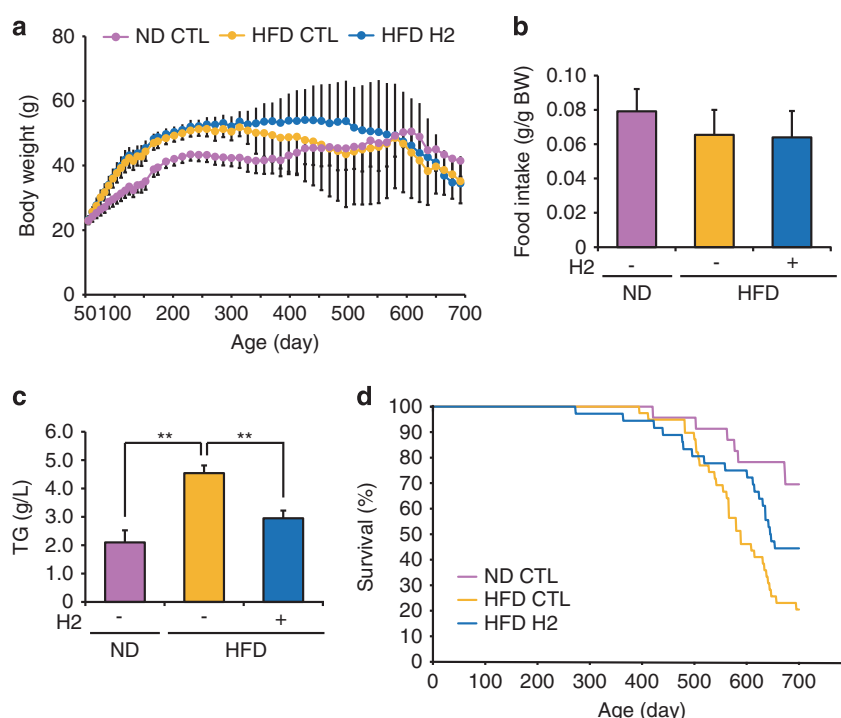 a
ND CTL HFD CTL HFD H2
80
60
40
20
0
Body weight (g)
50 100 200 300 400 500 600 700
Age (day)
b
0.10
0.08
0.06
0.04
0.02
0
Food intake (g/g BW)
H2 - - +
ND HFD
c
** **
6.0
5.0
4.0
3.0
2.0
1.0
0.0
TG (g/L)
H2 - - +
ND HFD
d
100
90
80
70
60
50
40
30
20
10
0
Survival (%)
ND CTL
HFD CTL
HFD H2
0 100 200 300 400 500 600 700
Age (day)